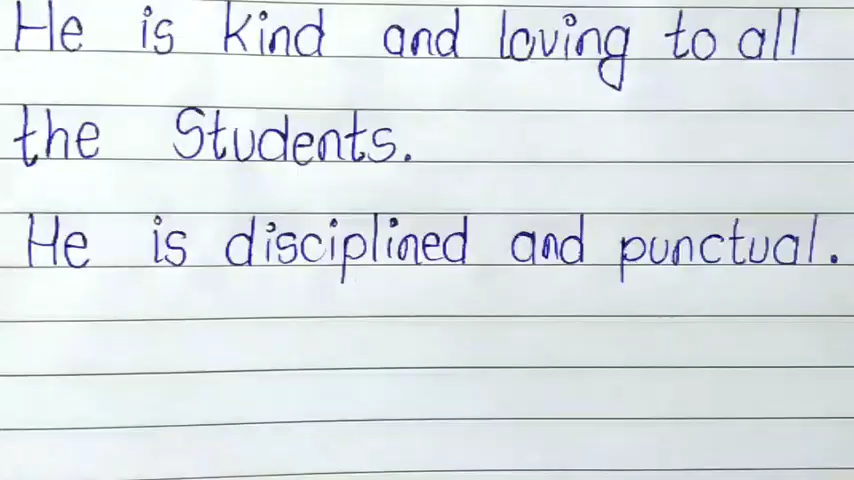 He is kind and loving to all
the Students.
He is disciplined and punctual.